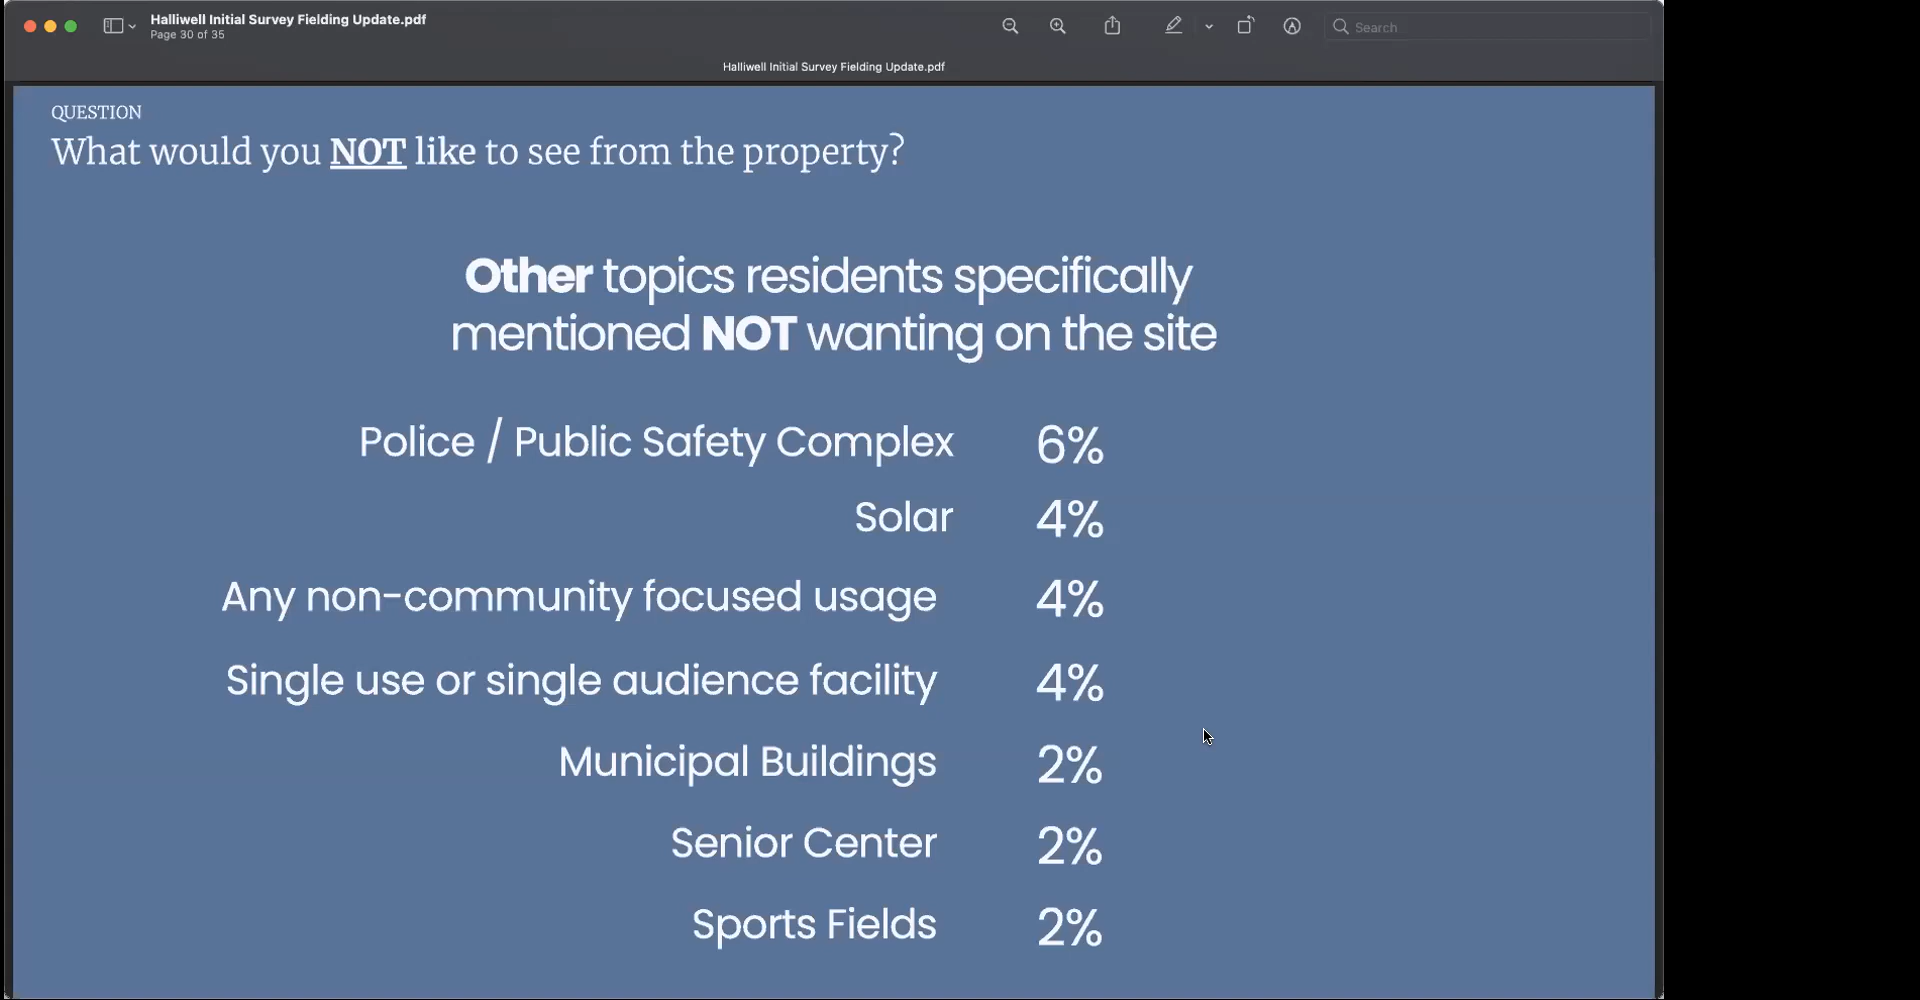 Halliwell Initial Survey Fielding Update.pdf
Page 30 of 35
Search
Halliwell Initial Survey Fielding Update.pdf
QUESTION
What would you NOT like to see from the property?
Other topics residents specifically
mentioned NOT wanting on the site
Police / Public Safety Complex 6%
Solar 4%
Any non-community focused usage 4%
Single use or single audience facility 4%
Municipal Buildings 2%
Senior Center 2%
Sports Fields 2%